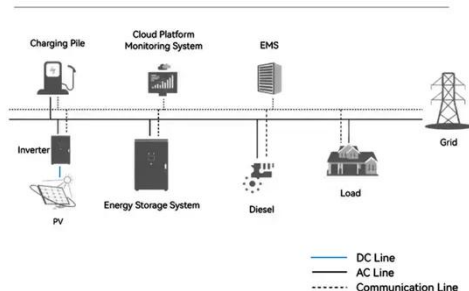 Charging Pile
Cloud Platform
Monitoring System
EMS
Grid
Inverter
PV
Energy Storage System
Diesel
Load
DC Line
AC Line
Communication Line